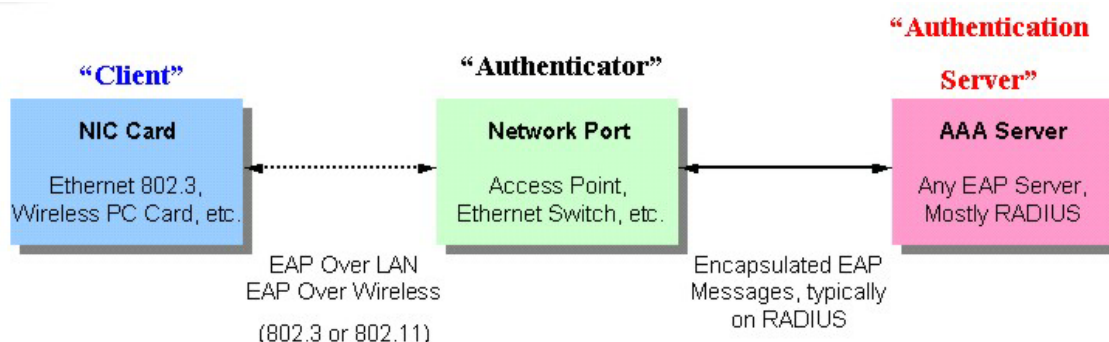 “Client”
NIC Card
Ethernet 802.3,
Wireless PC Card, etc.
EAP Over LAN
EAP Over Wireless
(802.3 or 802.11)
“Authenticator”
Network Port
Access Point,
Ethernet Switch, etc.
Encapsulated EAP
Messages, typically
on RADIUS
“Authentication
Server”
AAA Server
Any EAP Server,
Mostly RADIUS